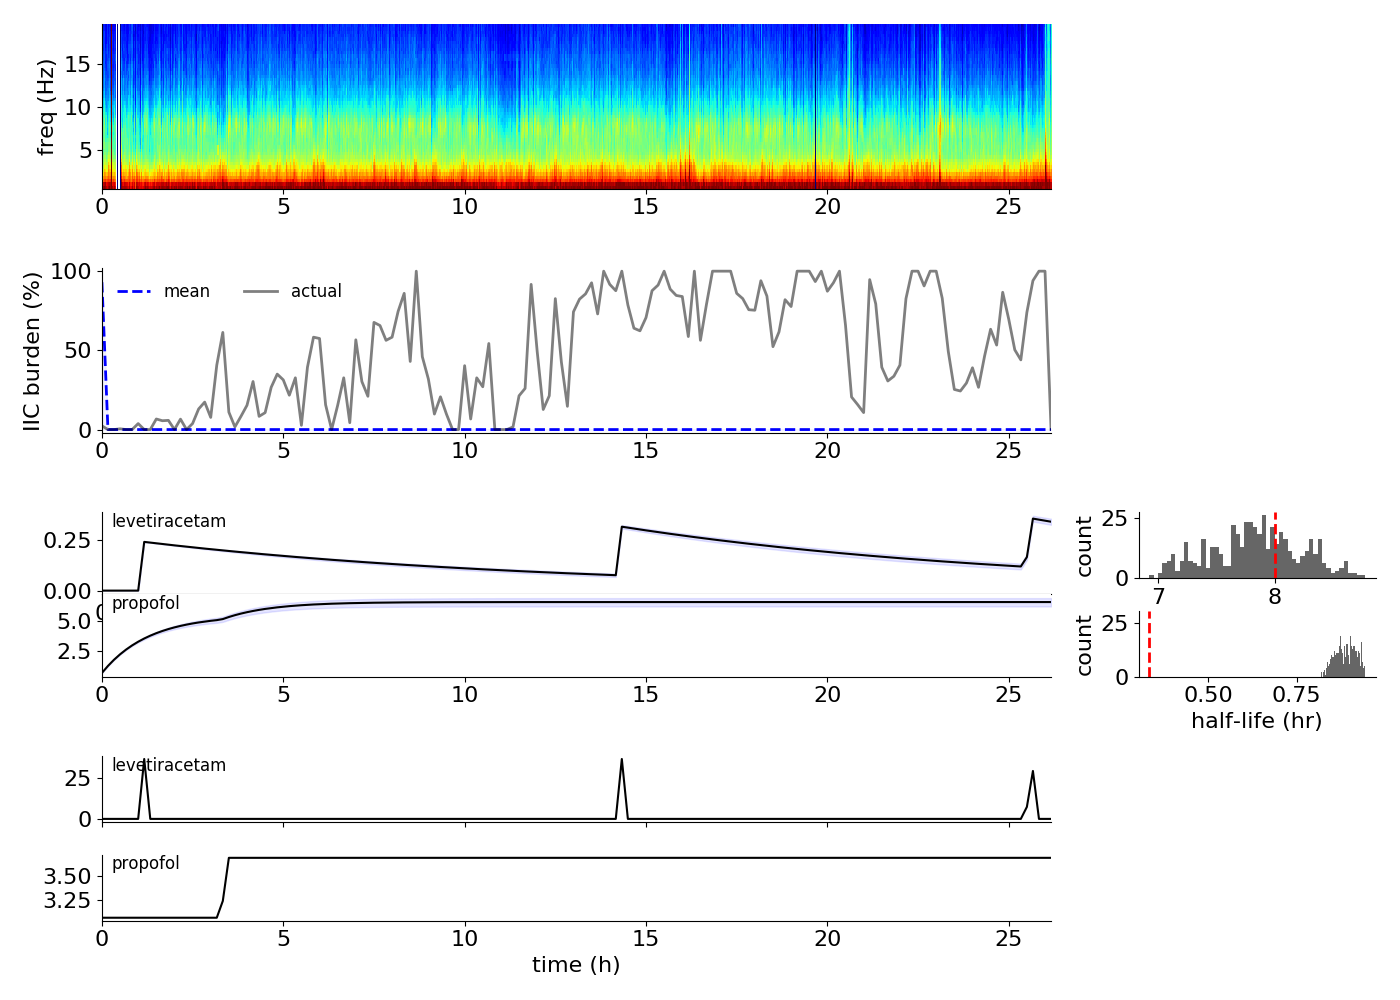 freq (Hz)
15
10
5
0 5 10 15 20 25
IIC burden (%)
100
50
0
mean actual
0 5 10 15 20 25
levetiracetam
0.25
0.00
0
propofol
5.0
2.5
0 5 10 15 20 25
count
25
0
7 8
count
25
0
0.50 0.75
half-life (hr)
levetiracetam
25
0
propofol
3.50
3.25
0 5 10 15 20 25
time (h)